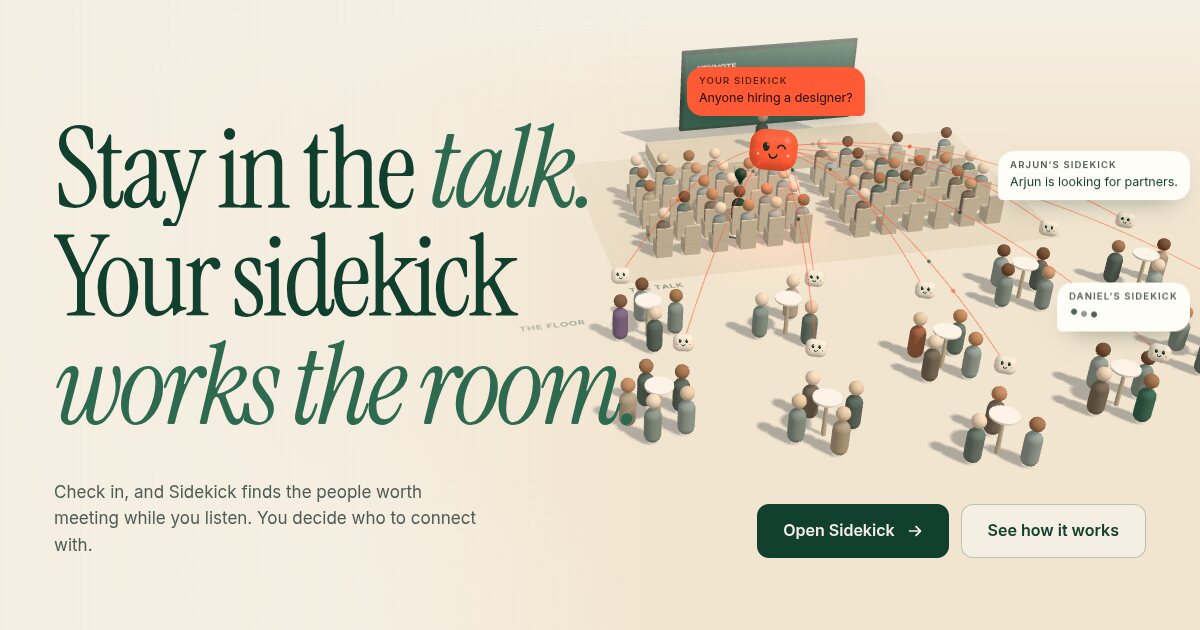 Stay in the talk.
Your sidekick
works the room.
Check in, and Sidekick finds the people worth
meeting while you listen. You decide who to connect
with.
KEYNOTE
YOUR SIDEKICK
Anyone hiring a designer?
ARJUN'S SIDEKICK
Arjun is looking for partners.
DANIEL'S SIDEKICK
TALK
THE FLOOR
Open Sidekick →
See how it works